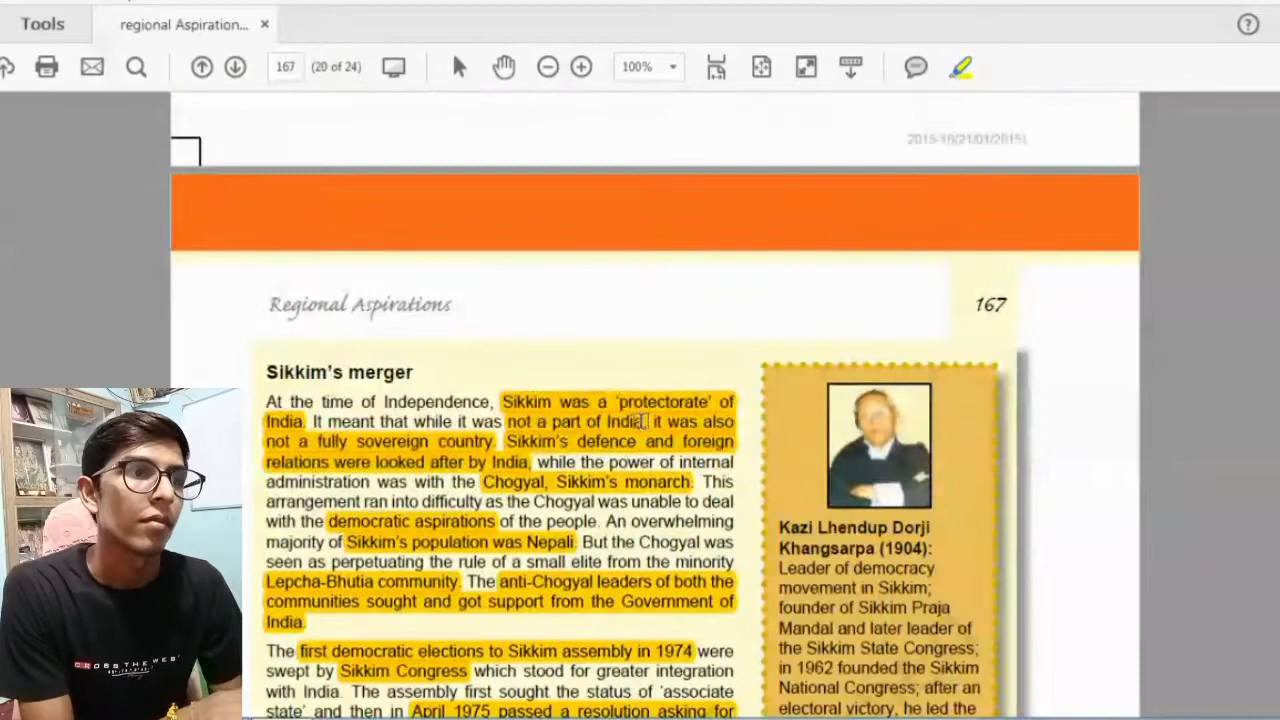 Tools
regional Aspiration... ×
?
167
(20 of 24)
100%
2015-16(21/01/2015)
Regional Aspirations
167
Sikkim's merger
At the time of Independence, Sikkim was a 'protectorate' of
India. It meant that while it was not a part of India, it was also
not a fully sovereign country. Sikkim's defence and foreign
relations were looked after by India, while the power of internal
administration was with the Chogyal, Sikkim's monarch. This
arrangement ran into difficulty as the Chogyal was unable to deal
with the democratic aspirations of the people. An overwhelming
majority of Sikkim's population was Nepali. But the Chogyal was
seen as perpetuating the rule of a small elite from the minority
Lepcha-Bhutia community. The anti-Chogyal leaders of both the
communities sought and got support from the Government of
India.
The first democratic elections to Sikkim assembly in 1974 were
swept by Sikkim Congress which stood for greater integration
with India. The assembly first sought the status of 'associate
state' and then in April 1975 passed a resolution asking for
Kazi Lhendup Dorji
Khangsarpa (1904):
Leader of democracy
movement in Sikkim;
founder of Sikkim Praja
Mandal and later leader of
the Sikkim State Congress;
in 1962 founded the Sikkim
National Congress; after an
electoral victory, he led the
CROSS THE WEST